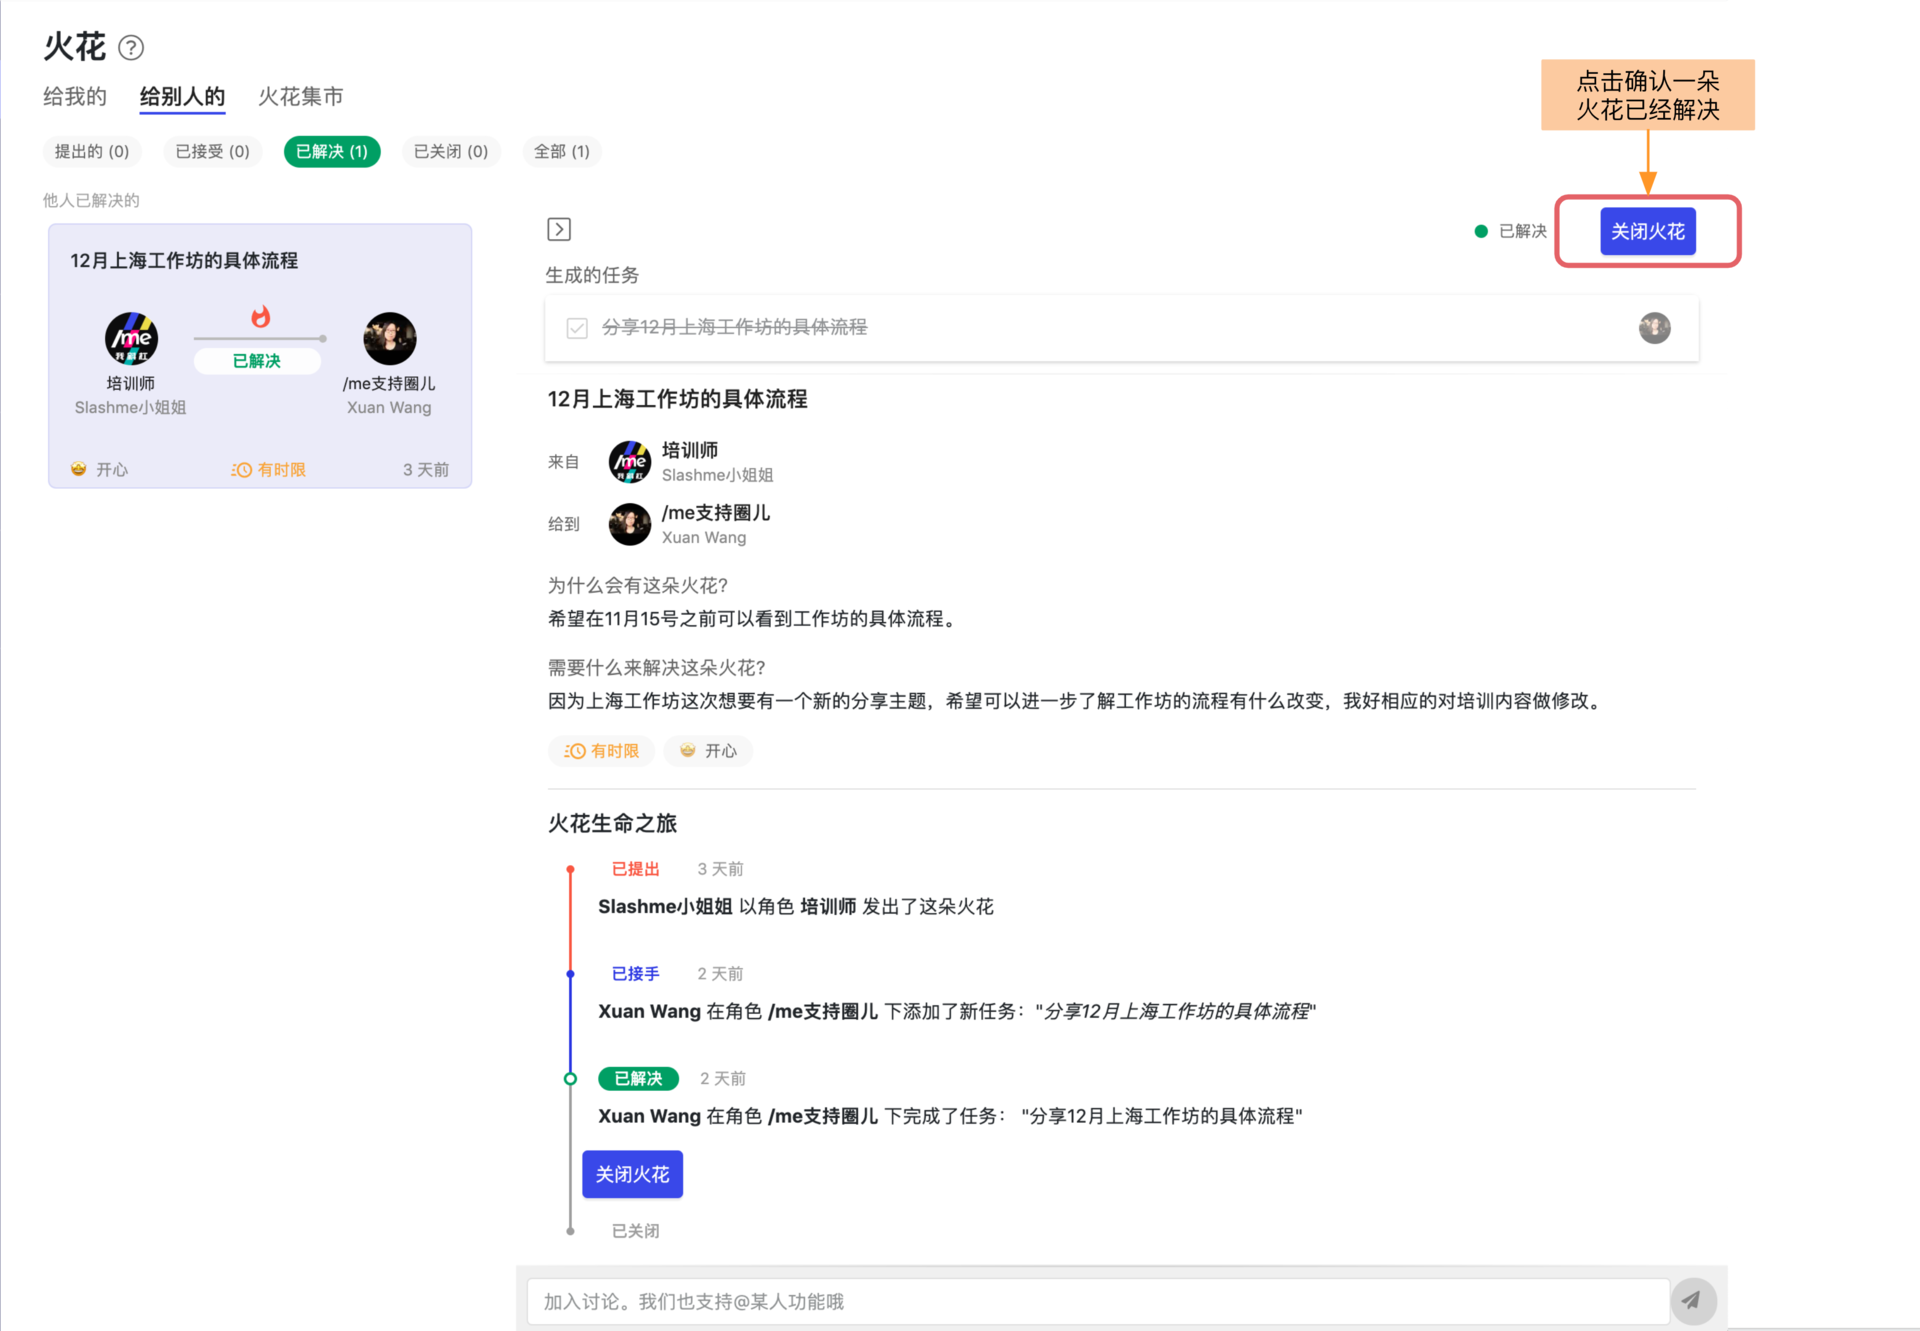 火花
给我的 给别人的 火花集市
点击确认一朵
火花已经解决
提出的 (0) 已接受 (0) 已解决 (1) 已关闭 (0) 全部 (1)
他人已解决的
12月上海工作坊的具体流程
/me
已解决
培训师
Slashme小姐姐
/me支持圈儿
Xuan Wang
开心 有时限 3 天前
已解决 关闭火花
生成的任务
分享12月上海工作坊的具体流程
12月上海工作坊的具体流程
来自 /me 培训师
Slashme小姐姐
给到 /me支持圈儿
Xuan Wang
为什么会有这朵火花?
希望在11月15号之前可以看到工作坊的具体流程。
需要什么来解决这朵火花?
因为上海工作坊这次想要有一个新的分享主题，希望可以进一步了解工作坊的流程有什么改变，我好相应的对培训内容做修改。
有时限 开心
火花生命之旅
已提出 3 天前
Slashme小姐姐 以角色 培训师 发出了这朵火花
已接手 2 天前
Xuan Wang 在角色 /me支持圈儿 下添加了新任务："分享12月上海工作坊的具体流程"
已解决 2 天前
Xuan Wang 在角色 /me支持圈儿 下完成了任务： "分享12月上海工作坊的具体流程"
关闭火花
已关闭
加入讨论。我们也支持@某人功能哦